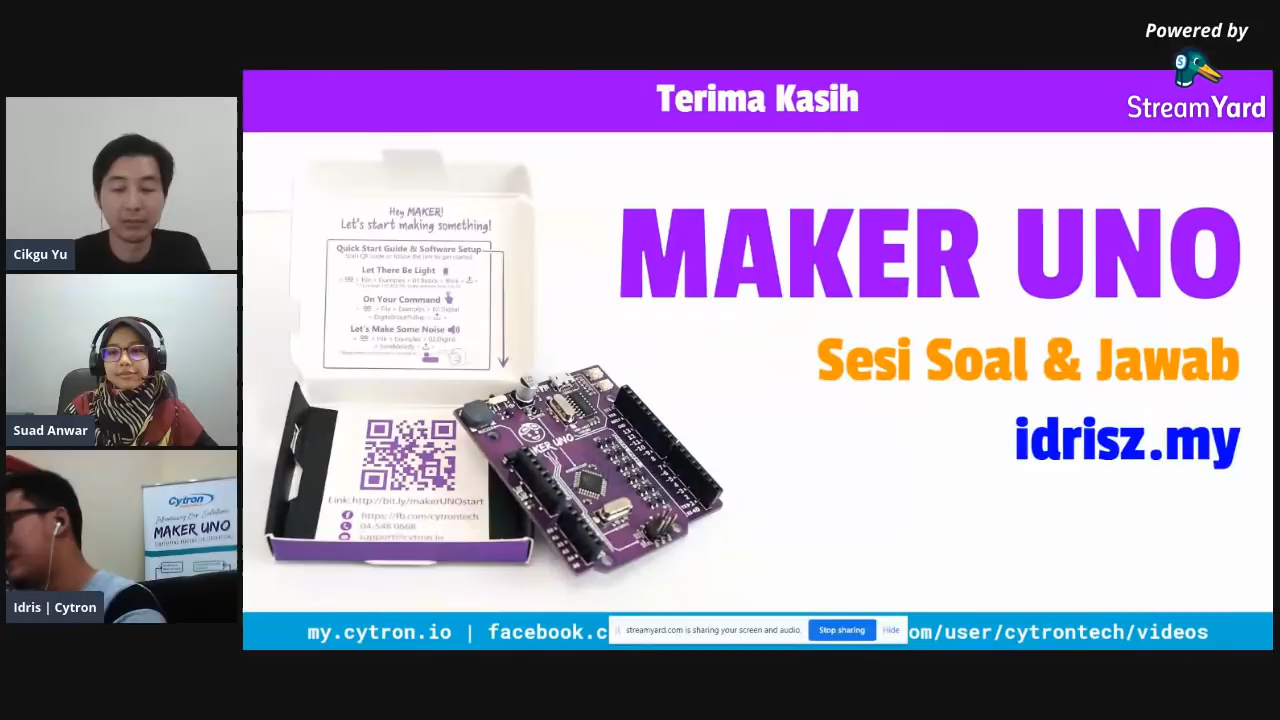 Powered by
StreamYard
Terima Kasih
Cikgu Yu
Suad Anwar
Idris | Cytron
Cytron
MAKER UNO
Hey MAKER!
Let's start making something!
Quick Start Guide & Software Setup
Let There Be Light
On Your Command
Let's Make Some Noise
Link:http://bit.ly/makerUNOstart
https://fb.com/cytrontech
04-548 0668
support@cytron.io
MAKER UNO
Sesi Soal & Jawab
idrisz.my
my.cytron.io | facebook.c
streamyard.com is sharing your screen and audio.
Stop sharing
Hide
om/user/cytrontech/videos